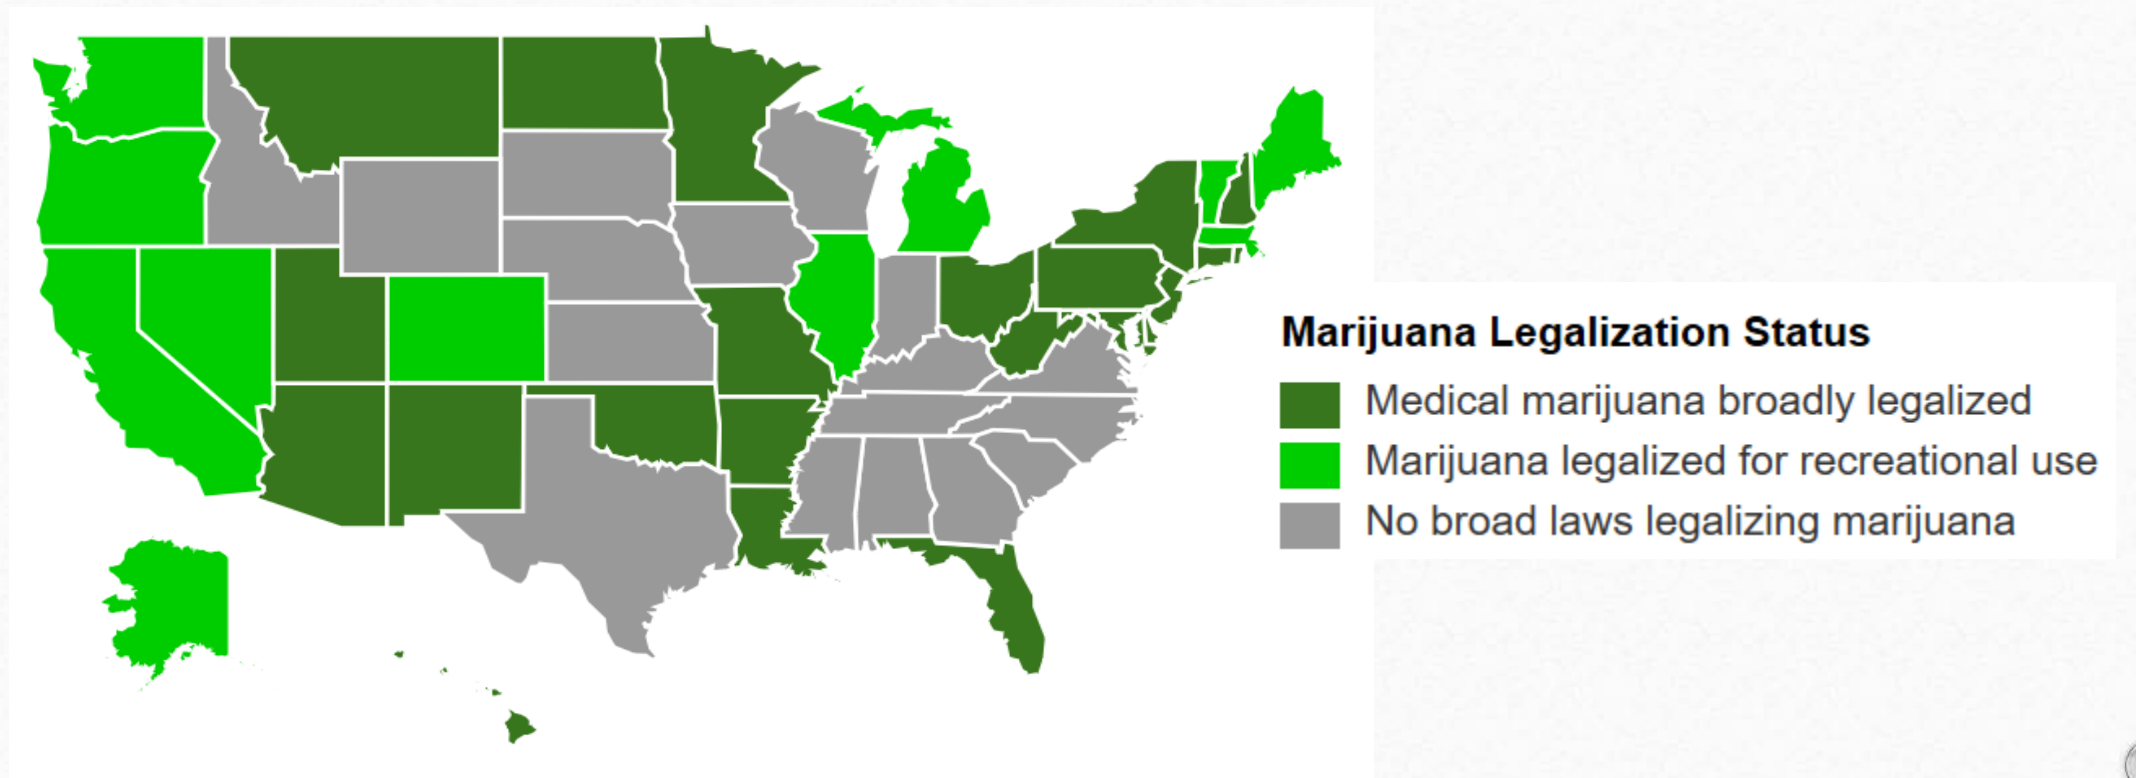 Marijuana Legalization Status
Medical marijuana broadly legalized
Marijuana legalized for recreational use
No broad laws legalizing marijuana